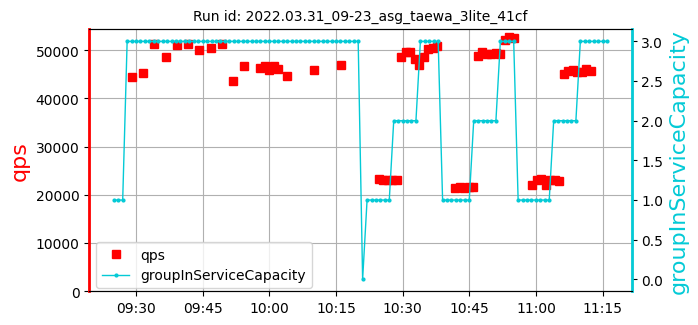 Run id: 2022.03.31_09-23_asg_taewa_3lite_41cf
qps
50000
40000
30000
20000
10000
0
qps
groupInServiceCapacity
3.0
2.5
2.0
1.5
1.0
0.5
0.0
groupInServiceCapacity
09:30 09:45 10:00 10:15 10:30 10:45 11:00 11:15